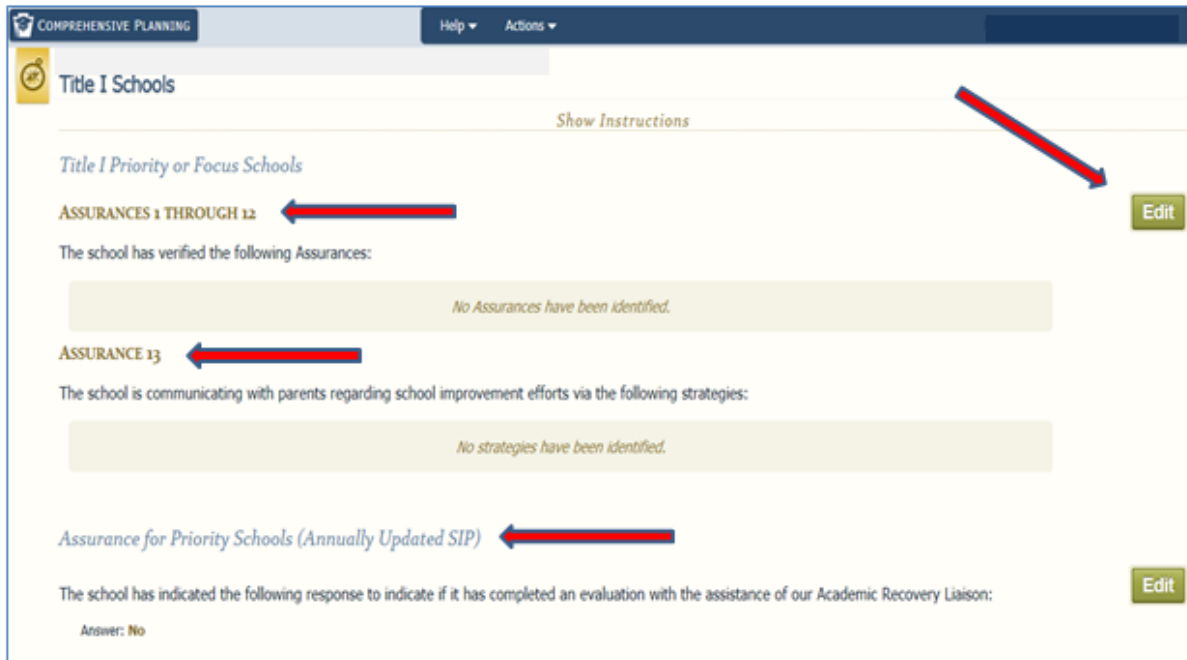 COMPREHENSIVE PLANNING Help Actions
Title I Schools
Show Instructions
Title I Priority or Focus Schools
ASSURANCES 1 THROUGH 12
Edit
The school has verified the following Assurances:
No Assurances have been identified.
ASSURANCE 13
The school is communicating with parents regarding school improvement efforts via the following strategies:
No strategies have been identified.
Assurance for Priority Schools (Annually Updated SIP)
Edit
The school has indicated the following response to indicate if it has completed an evaluation with the assistance of our Academic Recovery Liaison:
Answer: No